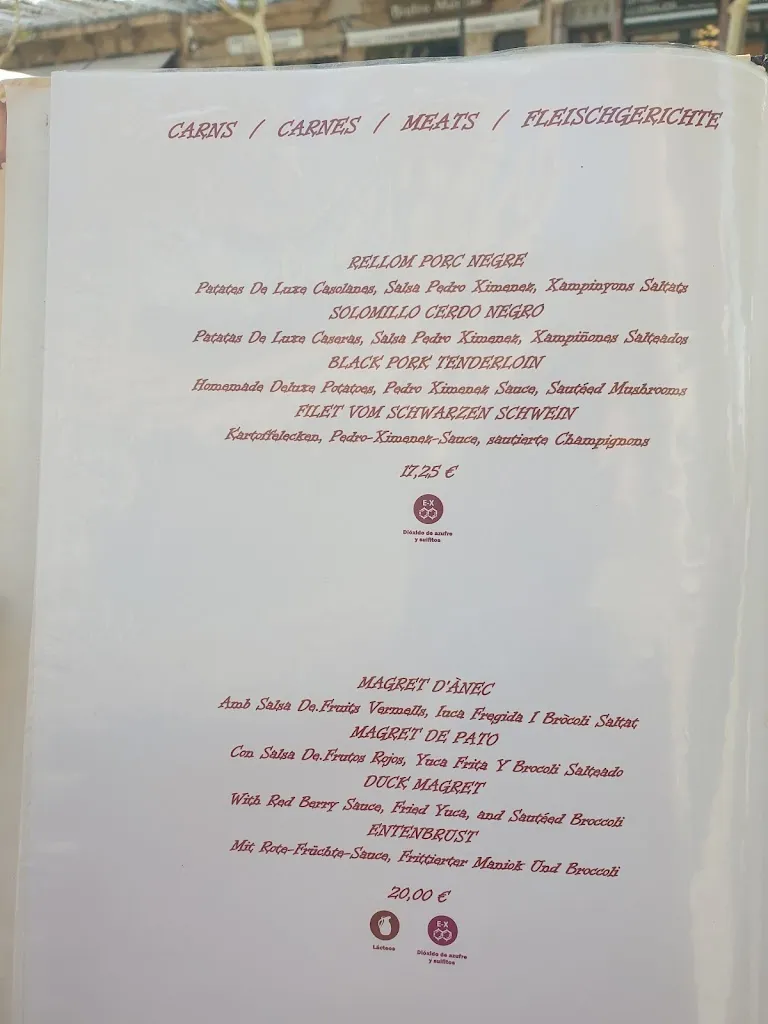 CARNS / CARNES / MEATS / FLEISCHGERICHTE
RELLOM PORC NEGRE
Patates De Luxe Casolanes, Salsa Pedro Ximenez, Xampinyons Saltats
SOLOMILLO CERDO NEGRO
Patatas De Luxe Caseras, Salsa Pedro Ximenez, Xampiñones Salteados
BLACK PORK TENDERLOIN
Homemade Deluxe Potatoes, Pedro Ximenez Sauce, Sautéed Mushrooms
FILET VOM SCHWARZEN SCHWEIN
Kartoffelecken, Pedro-Ximenez-Sauce, sautierte Champignons
17,25 €
E-X
Dióxido de azufre
y sulfitos
MAGRET D'ÀNEC
Amb Salsa De.Fruits Vermells, Iuca Fregida I Bròcoli Saltat
MAGRET DE PATO
Con Salsa De.Frutos Rojos, Yuca Frita Y Brocoli Salteado
DUCK MAGRET
With Red Berry Sauce, Fried Yuca, and Sautéed Broccoli
ENTENBRUST
Mit Rote-Früchte-Sauce, Frittierter Maniok Und Broccoli
20,00 €
E-X
Lácteos
Dióxido de azufre
y sulfitos